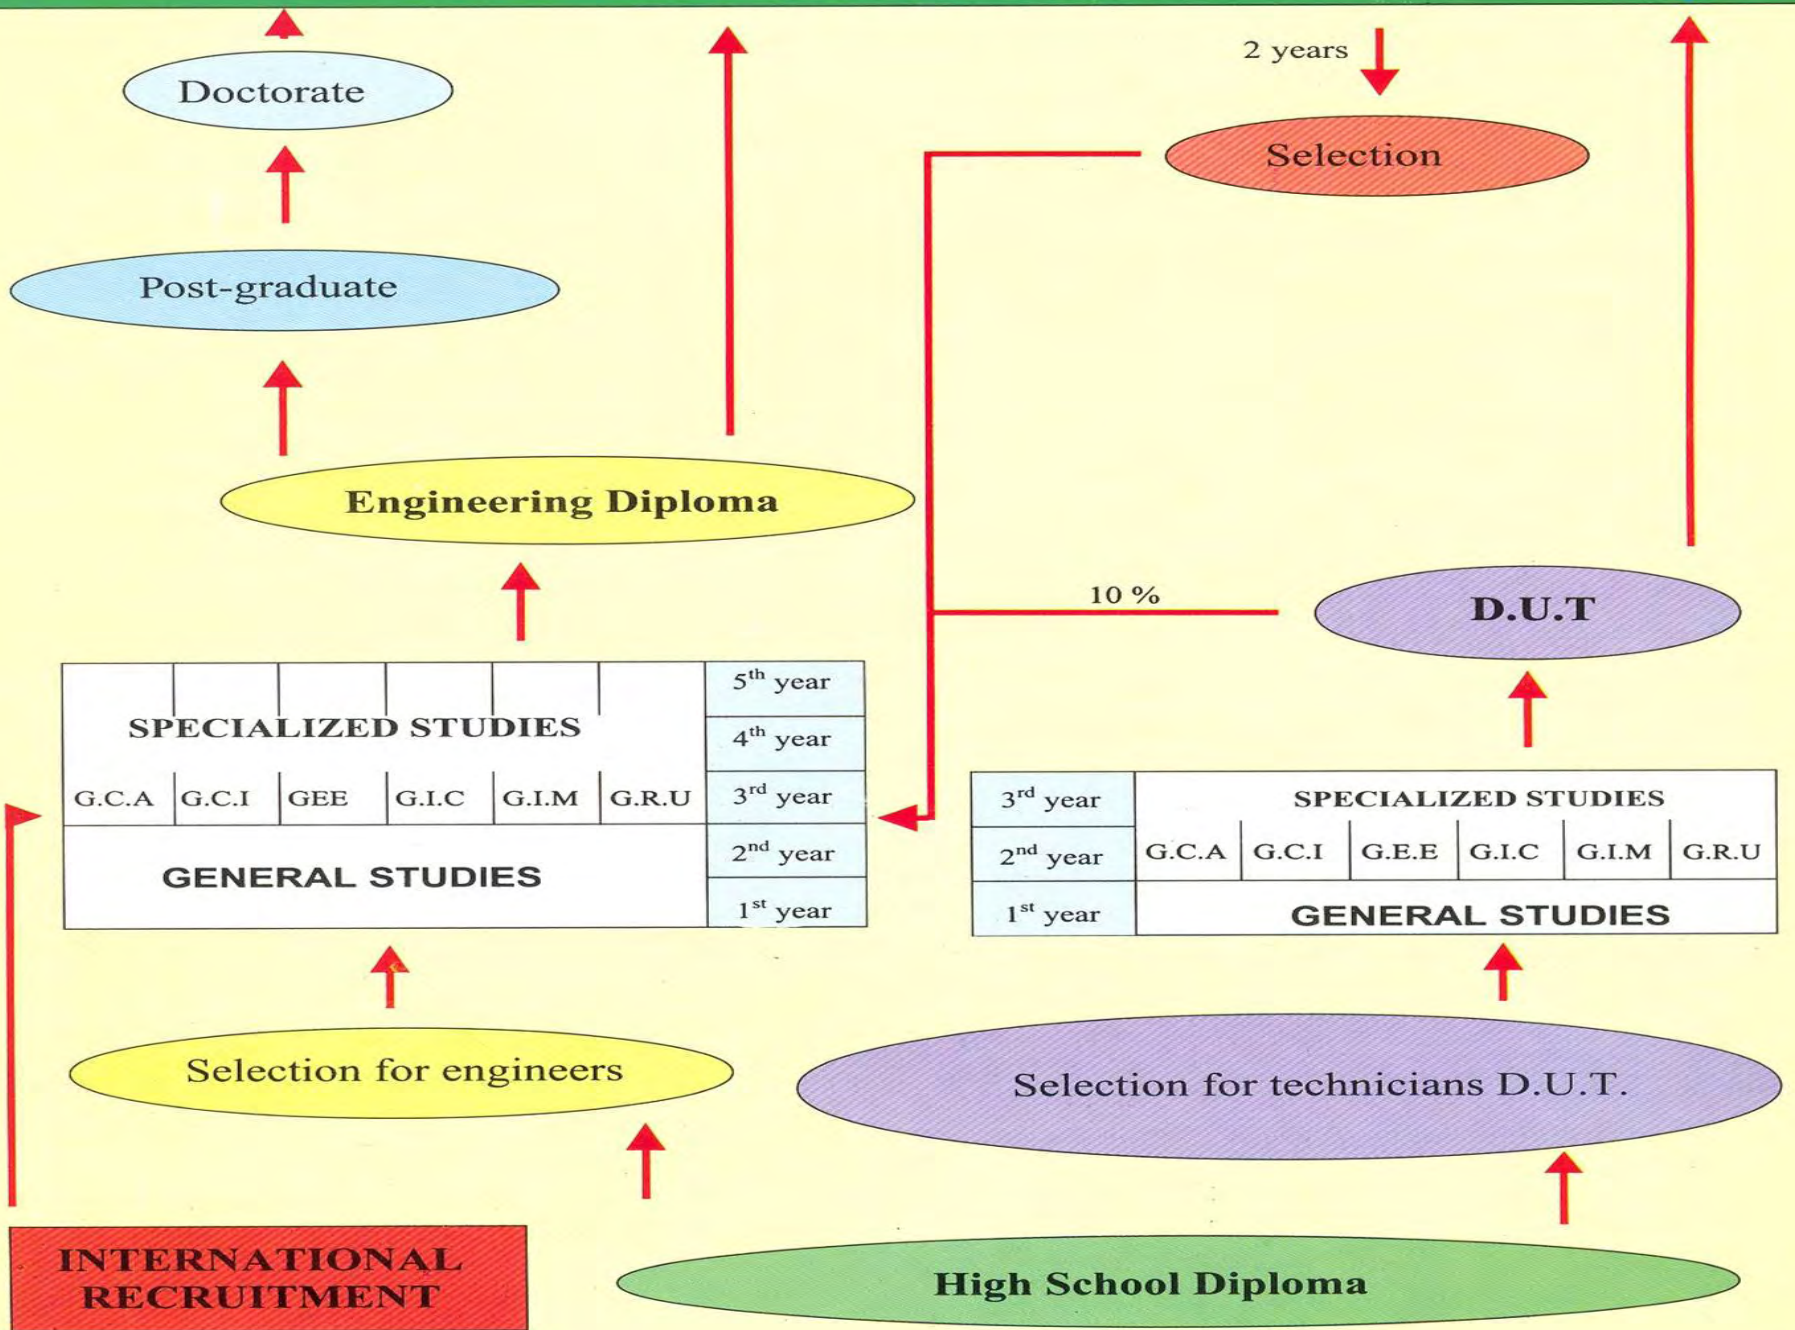 2 years
Doctorate
Selection
Post-graduate
Engineering Diploma
10 %
D.U.T
5th year
SPECIALIZED STUDIES
4th year
G.C.A G.C.I GEE G.I.C G.I.M G.R.U 3rd year
2nd year
GENERAL STUDIES
1st year
3rd year SPECIALIZED STUDIES
2nd year G.C.A G.C.I G.E.E G.I.C G.I.M G.R.U
1st year GENERAL STUDIES
Selection for engineers
Selection for technicians D.U.T.
INTERNATIONAL
RECRUITMENT
High School Diploma